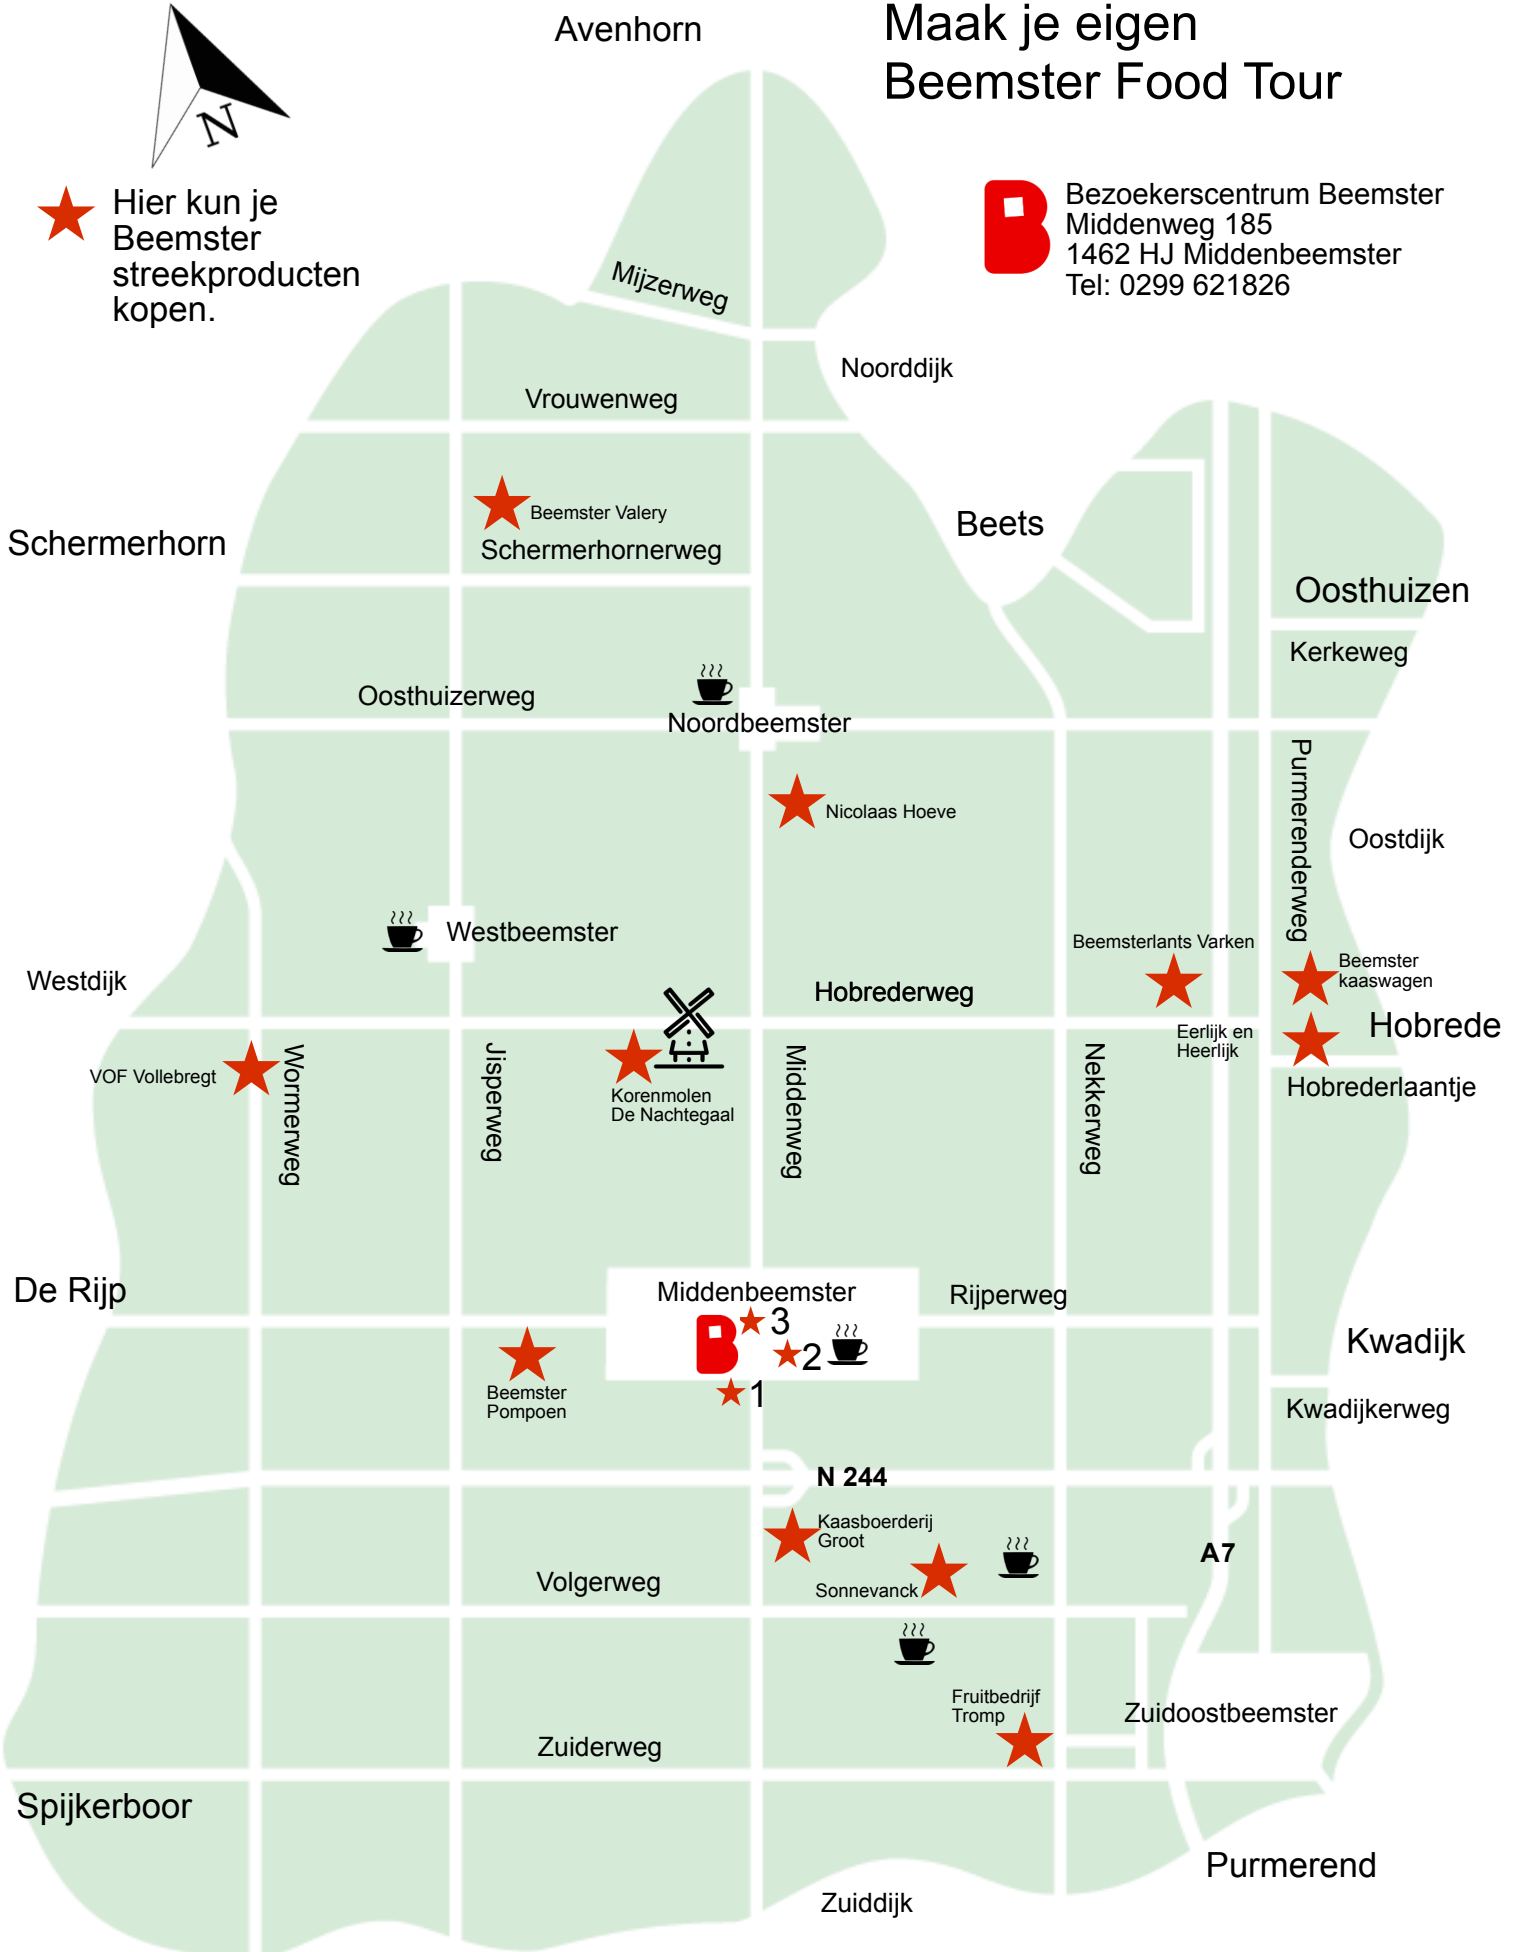 Avenhorn
Maak je eigen
Beemster Food Tour
N
Hier kun je
Beemster
streekproducten
kopen.
Bezoekerscentrum Beemster
Middenweg 185
1462 HJ Middenbeemster
Tel: 0299 621826
Mijzerweg
Noorddijk
Vrouwenweg
Beemster Valery
Schermerhorn
Schermerhornerweg
Beets
Oosthuizen
Kerkeweg
Oosthuizerweg
Noordbeemster
Purmerenderweg
Nicolaas Hoeve
Oostdijk
Westbeemster
Beemsterlants Varken
Westdijk
Beemster
kaaswagen
Hobrederweg
Hobrede
Eerlijk en
Heerlijk
VOF Vollebregt
Wormerweg
Jisperweg
Korenmolen
De Nachtegaal
Middenweg
Nekkerweg
Hobrederlaantje
De Rijp
Middenbeemster
Rijperweg
3
2
1
Kwadijk
Beemster
Pompoen
Kwadijkerweg
N 244
Kaasboerderij
Groot
A7
Volgerweg
Sonnevanck
Fruitbedrijf
Tromp
Zuidoostbeemster
Zuiderweg
Spijkerboor
Purmerend
Zuiddijk